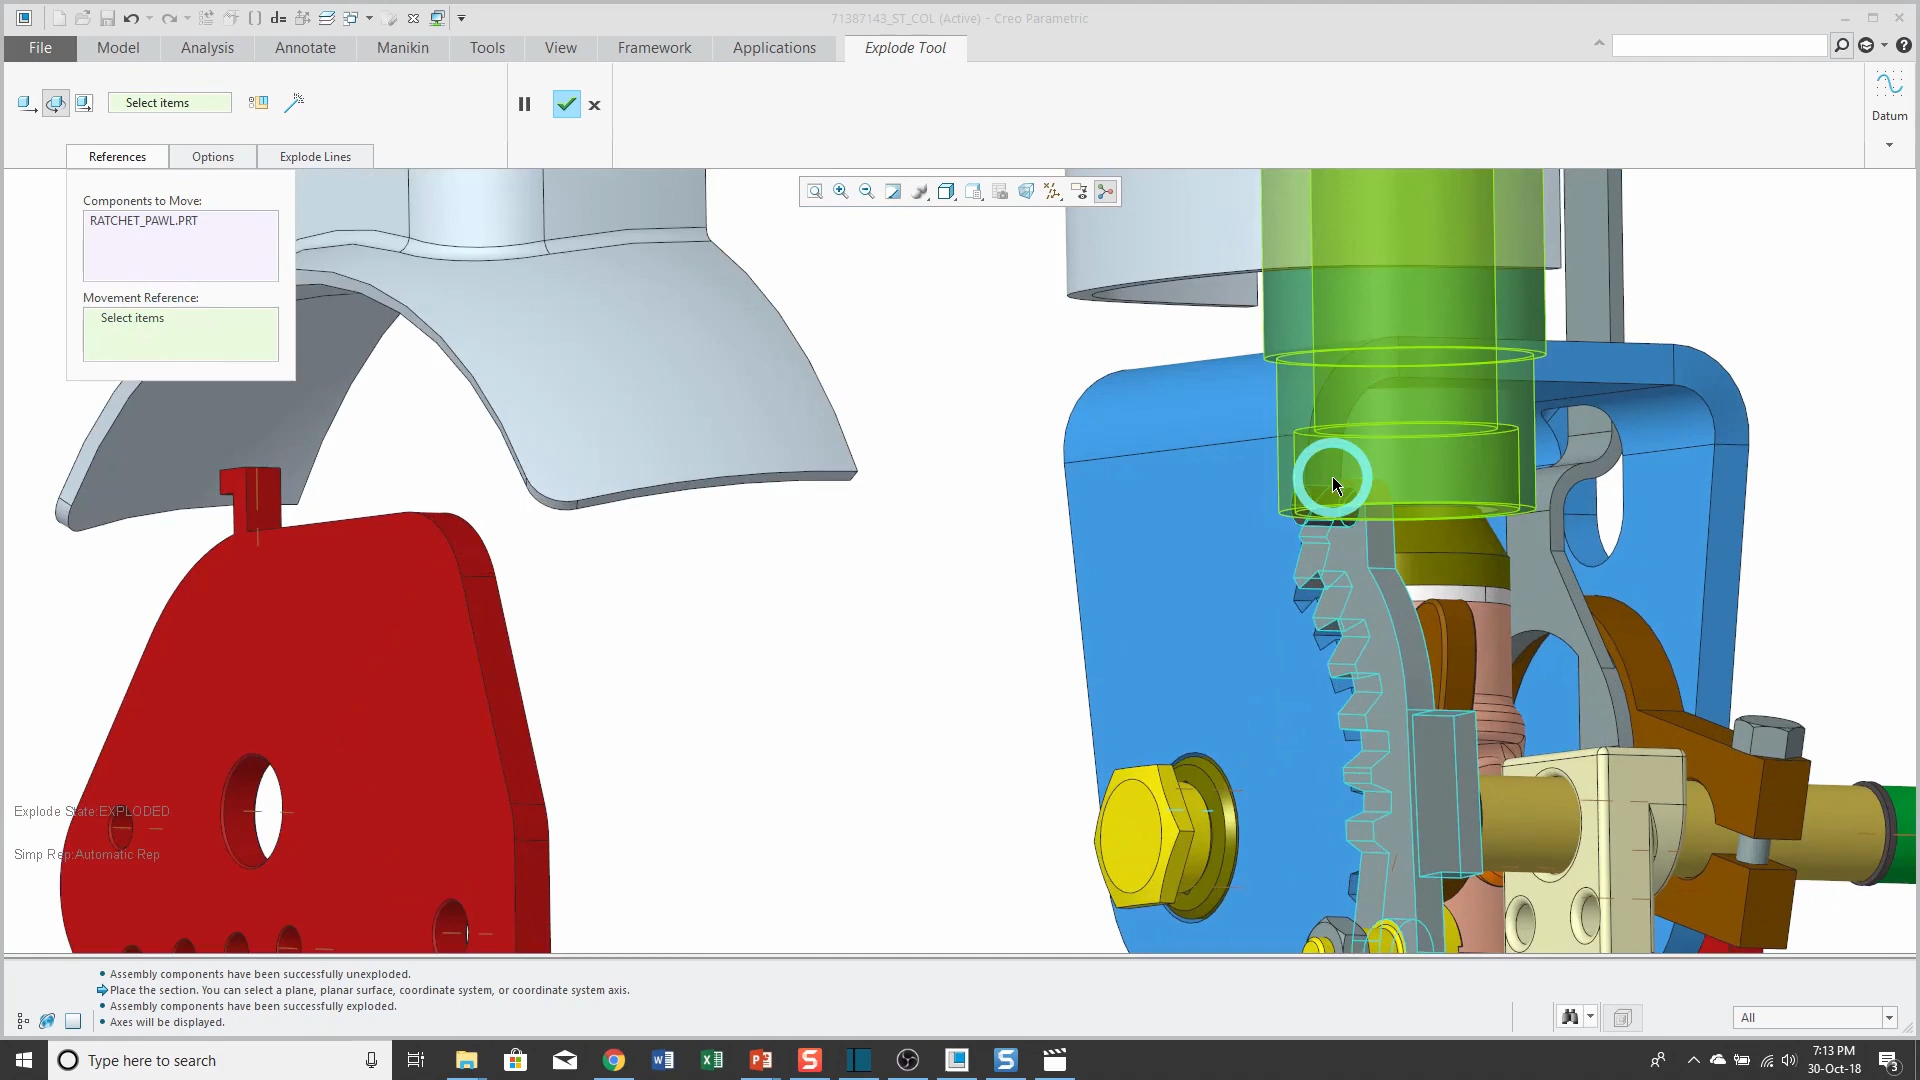 71387143_ST_COL (Active) - Creo Parametric
File Model Analysis Annotate Manikin Tools View Framework Applications Explode Tool
Select items
Datum
References Options Explode Lines
Components to Move:
RATCHET_PAWL.PRT
Movement Reference:
Select items
Explode State:EXPLODED
Simp Rep:Automatic Rep
Assembly components have been successfully unexploded.
Place the section. You can select a plane, planar surface, coordinate system, or coordinate system axis.
Assembly components have been successfully exploded.
Axes will be displayed.
All
Type here to search
7:13 PM
30-Oct-18
3